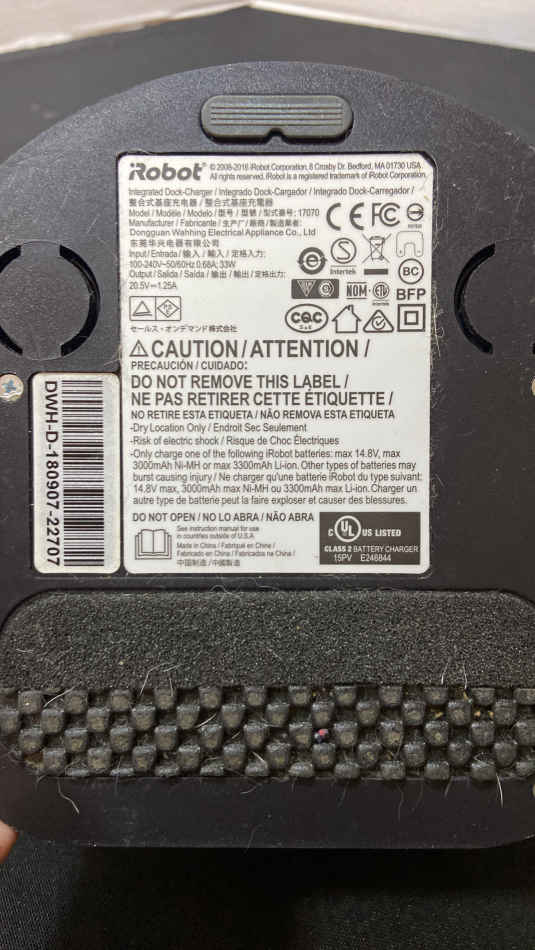 iRobot® © 2006-2016 iRobot Corporation, 8 Crosby Dr. Bedford, MA 01730 USA
All rights reserved. iRobot is a registered trademark of iRobot Corporation.
Integrated Dock-Charger / Integrado Dock-Cargador / Integrado Dock-Carregador /
整合式基座充电器 / 整合式基座充電器
Model / Modèle / Modelo / 型号 / 型號 / 型式番号: 17070
Manufacturer / Fabricante / 生产厂 / 廠商 / 製造業者:
Dongguan Wahhing Electrical Appliance Co., Ltd
东莞华兴电器有限公司
Input / Entrada / 输入 / 輸入 / 定格入力:
100-240V~50/60Hz 0.68A; 33W
Output / Salida / Saída / 输出 / 輸出 / 定格出力:
20.5V⎓1.25A
CE FC
Intertek
BC
NOM
ETL
Intertek
BFP
CQC
セールス・オンデマンド株式会社
⚠CAUTION / ATTENTION /
PRECAUCIÓN / CUIDADO:
DO NOT REMOVE THIS LABEL /
NE PAS RETIRER CETTE ÉTIQUETTE /
NO RETIRE ESTA ETIQUETA / NÃO REMOVA ESTA ETIQUETA
-Dry Location Only / Endroit Sec Seulement
-Risk of electric shock / Risque de Choc Électriques
-Only charge one of the following iRobot batteries: max 14.8V, max
3000mAh Ni-MH or max 3300mAh Li-ion. Other types of batteries may
burst causing injury / Ne charger qu'une batterie iRobot du type suivant:
14.8V max, 3000mAh max Ni-MH ou 3300mAh max Li-ion. Charger un
autre type de batterie peut la faire exploser et causer des blessures.
DO NOT OPEN / NO LO ABRA / NÃO ABRA
See instruction manual for use
in countries outside of U.S.A
Made in China / Fabriqué en Chine /
Fabricado en China / Fabricados na China /
中国制造 / 中國製造
c UL US LISTED
CLASS 2 BATTERY CHARGER
15PV E246844
DWH-D-180907-22707